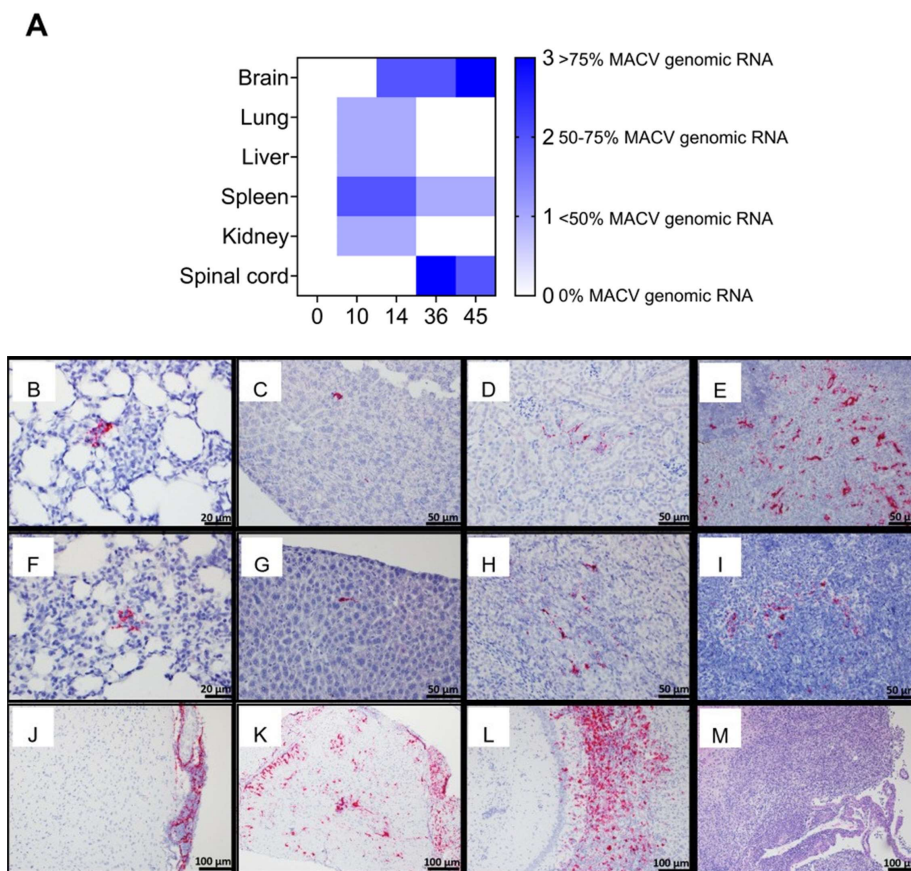 A
Brain
Lung
Liver
Spleen
Kidney
Spinal cord
0 10 14 36 45
3 >75% MACV genomic RNA
2 50-75% MACV genomic RNA
1 <50% MACV genomic RNA
0 0% MACV genomic RNA
B
20 µm
C
50 µm
D
50 µm
E
50 µm
F
20 µm
G
50 µm
H
50 µm
I
50 µm
J
100 µm
K
100 µm
L
100 µm
M
100 µm